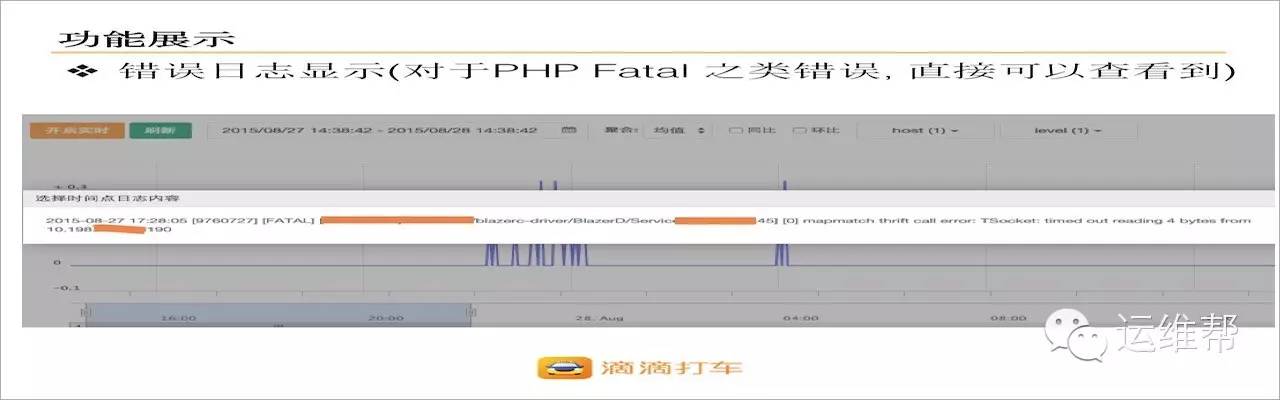 功能展示
❖ 错误日志显示(对于PHP Fatal 之类错误, 直接可以查看到)
开启实时 刷新 2015/08/27 14:38:42 - 2015/08/28 14:38:42 聚合: 均值 同比 环比 host (1) level (1)
0.3
选择时间点日志内容
2015-08-27 17:28:05 [9760727] [FATAL] [ /blazerc-driver/BlazerD/Service 45] [0] mapmatch thrift call error: TSocket: timed out reading 4 bytes from
10.198 190
0
-0.1
16:00 20:00 28. Aug 04:00 08:00
运维帮
滴滴打车